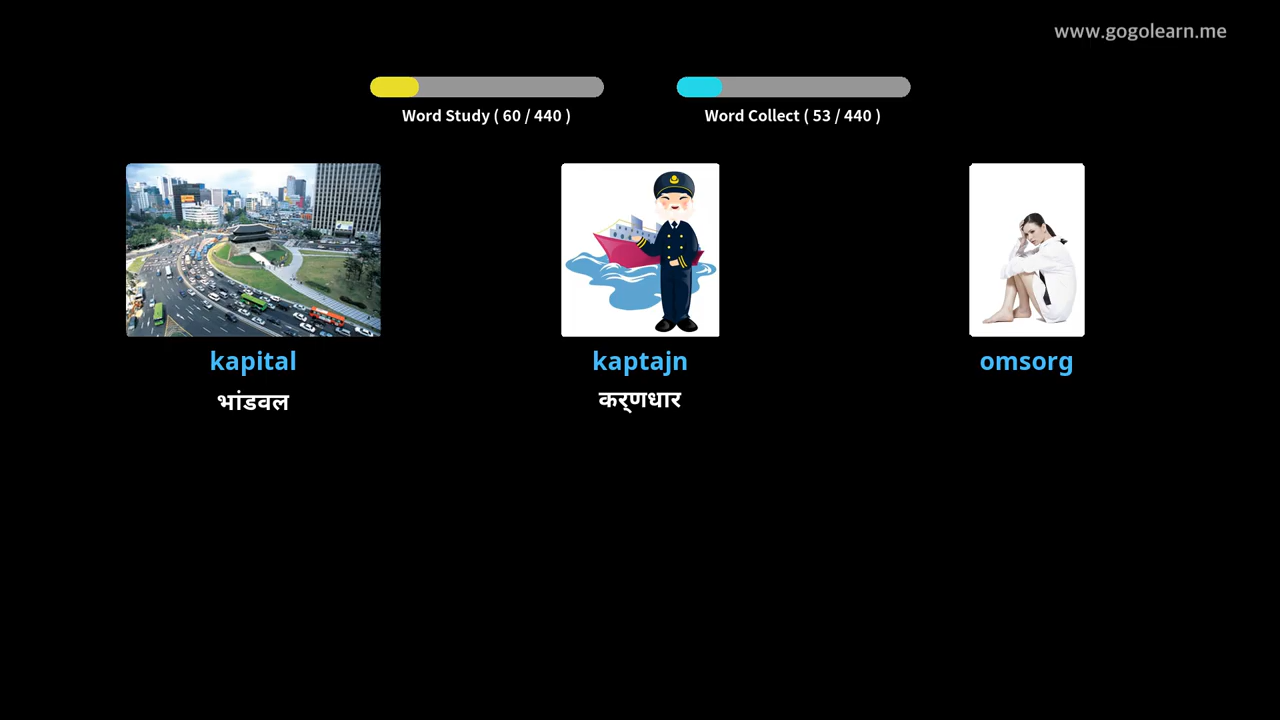 www.gogolearn.me
Word Study ( 60 / 440 )
Word Collect ( 53 / 440 )
kapital
kaptajn
omsorg
भांडवल
कर्णधार